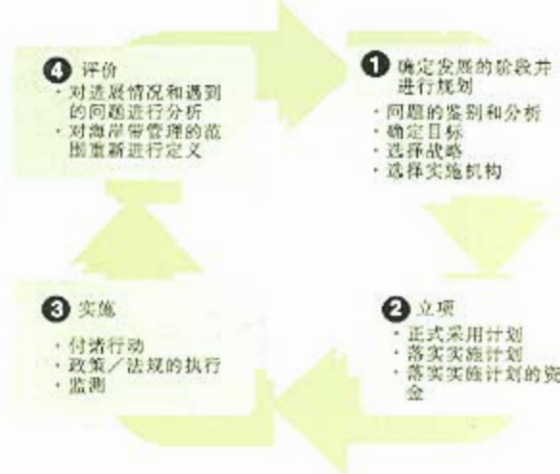 1 确定发展的阶段并
进行规划
· 问题的鉴别和分析
· 确定目标
· 选择战略
· 选择实施机构
2 立项
· 正式采用计划
· 落实实施计划
· 落实实施计划的资
金
3 实施
· 付诸行动
· 政策／法规的执行
· 监测
4 评价
· 对进展情况和遇到
的问题进行分析
· 对海岸带管理的范
围重新进行定义